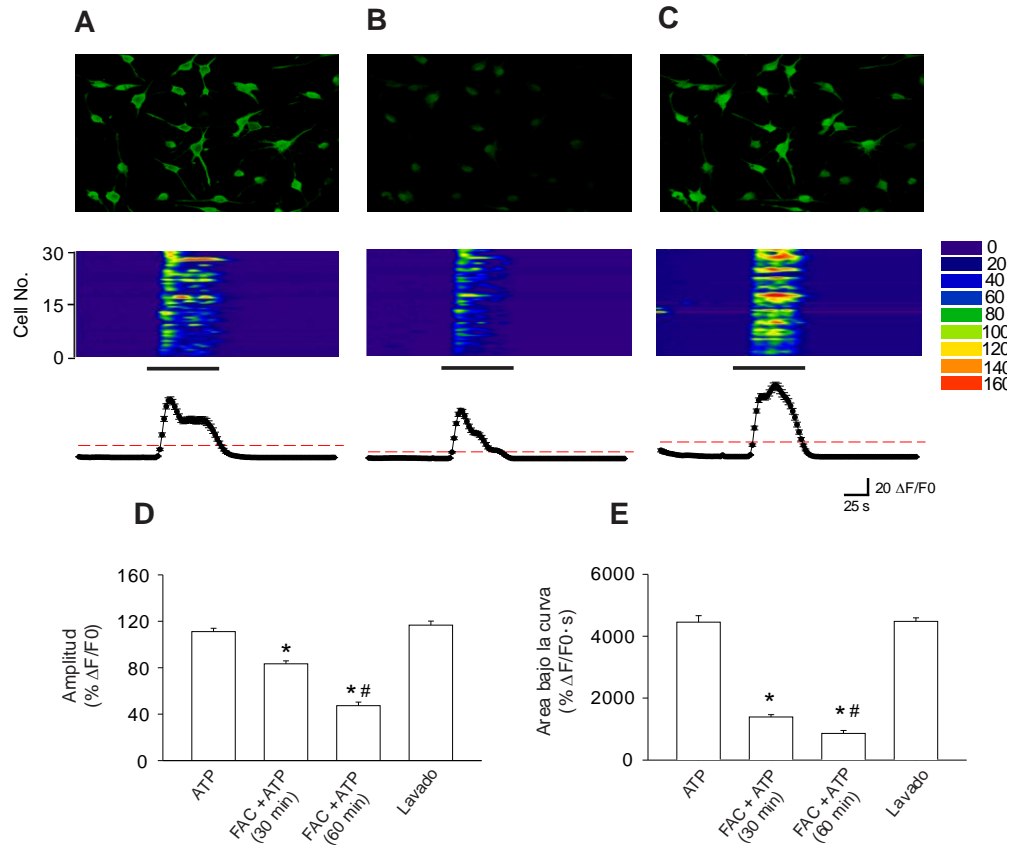 A
B
C
Cell No.
30
15
0
0
20
40
60
80
100
120
140
160
20 ΔF/F0
25 s
D
Amplitud
(% ΔF/F0)
160
120
80
40
0
*
* #
ATP
FAC + ATP
(30 min)
FAC + ATP
(60 min)
Lavado
E
Area bajo la curva
(% ΔF/F0· s)
6000
4000
2000
0
*
* #
ATP
FAC + ATP
(30 min)
FAC + ATP
(60 min)
Lavado